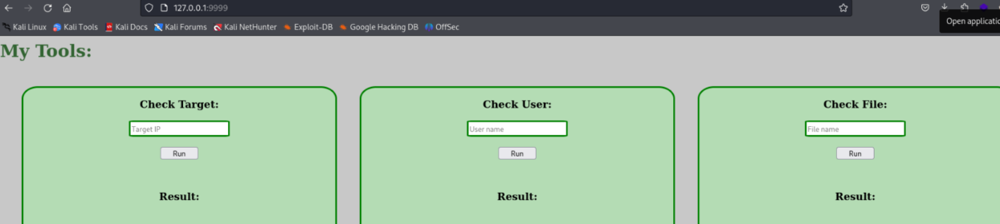 127.0.0.1:9999
Open applicatio
Kali Linux Kali Tools Kali Docs Kali Forums Kali NetHunter Exploit-DB Google Hacking DB OffSec
My Tools:
Check Target: Check User: Check File:
Target IP User name File name
Run Run Run
Result: Result: Result: